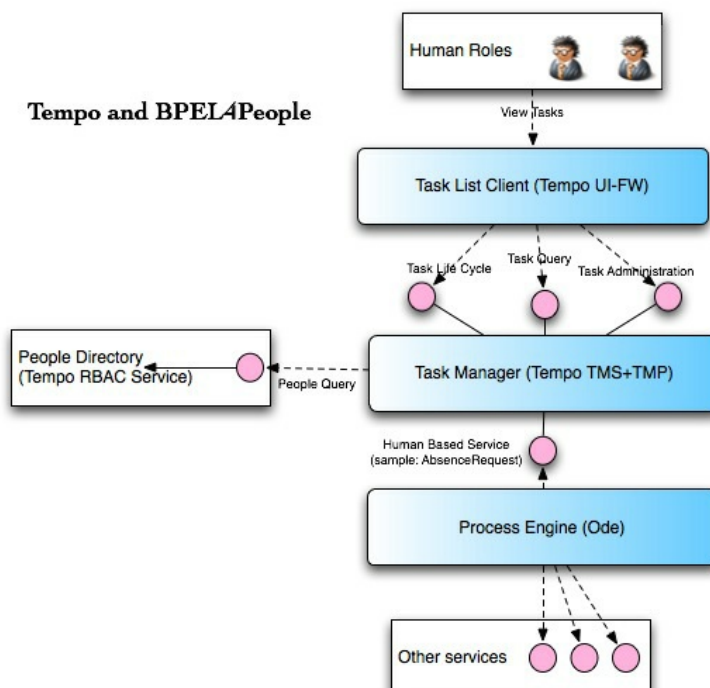 Human Roles
Tempo and BPEL4People
View Tasks
Task List Client (Tempo UI-FW)
Task Life Cycle
Task Query
Task Admninistration
People Directory
(Tempo RBAC Service)
People Query
Task Manager (Tempo TMS+TMP)
Human Based Service
(sample: AbsenceRequest)
Process Engine (Ode)
Other services